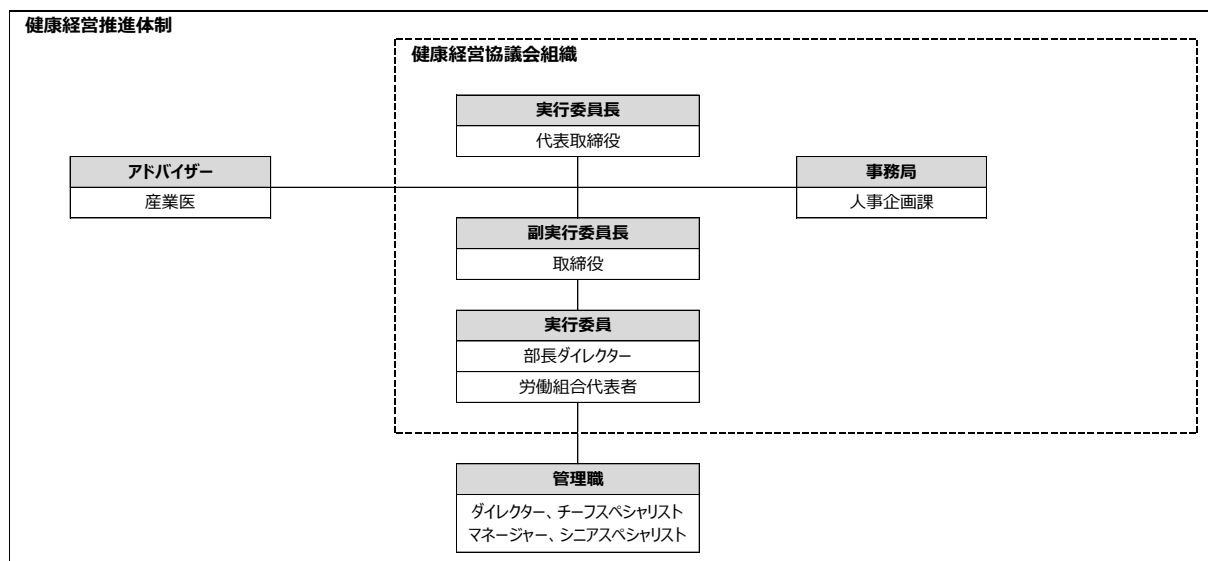 健康経営推進体制
健康経営協議会組織
実行委員長
代表取締役
アドバイザー
産業医
事務局
人事企画課
副実行委員長
取締役
実行委員
部長ダイレクター
労働組合代表者
管理職
ダイレクター、チーフスペシャリスト
マネージャー、シニアスペシャリスト